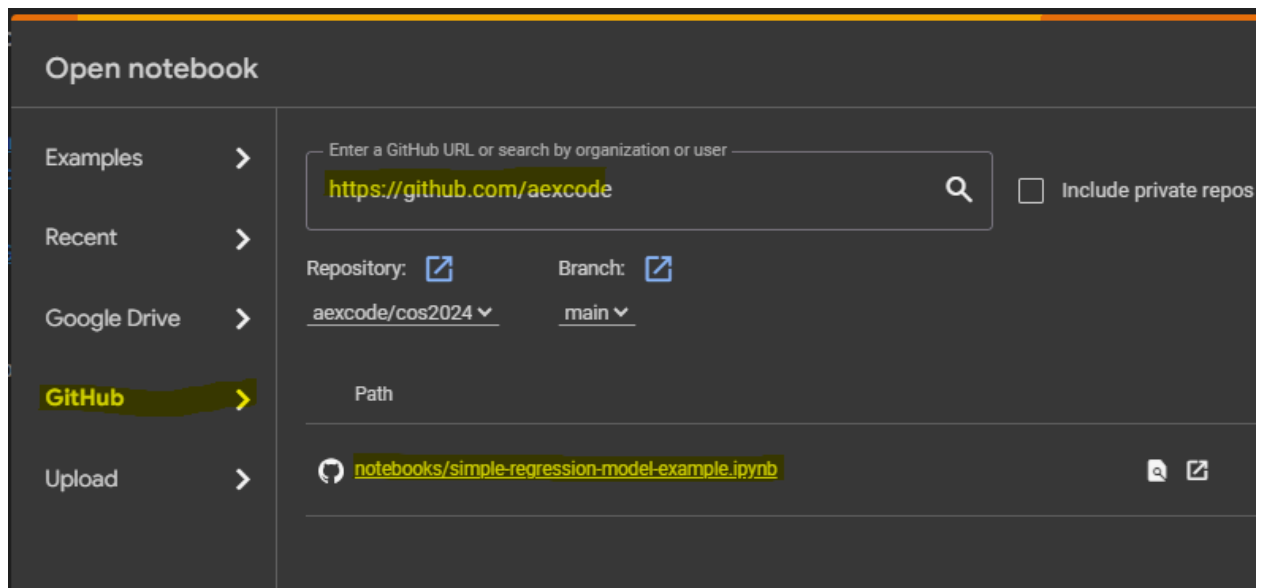 Open notebook
Examples
Recent
Google Drive
GitHub
Upload
Enter a GitHub URL or search by organization or user
https://github.com/aexcode
Include private repos
Repository:
Branch:
aexcode/cos2024
main
Path
notebooks/simple-regression-model-example.ipynb